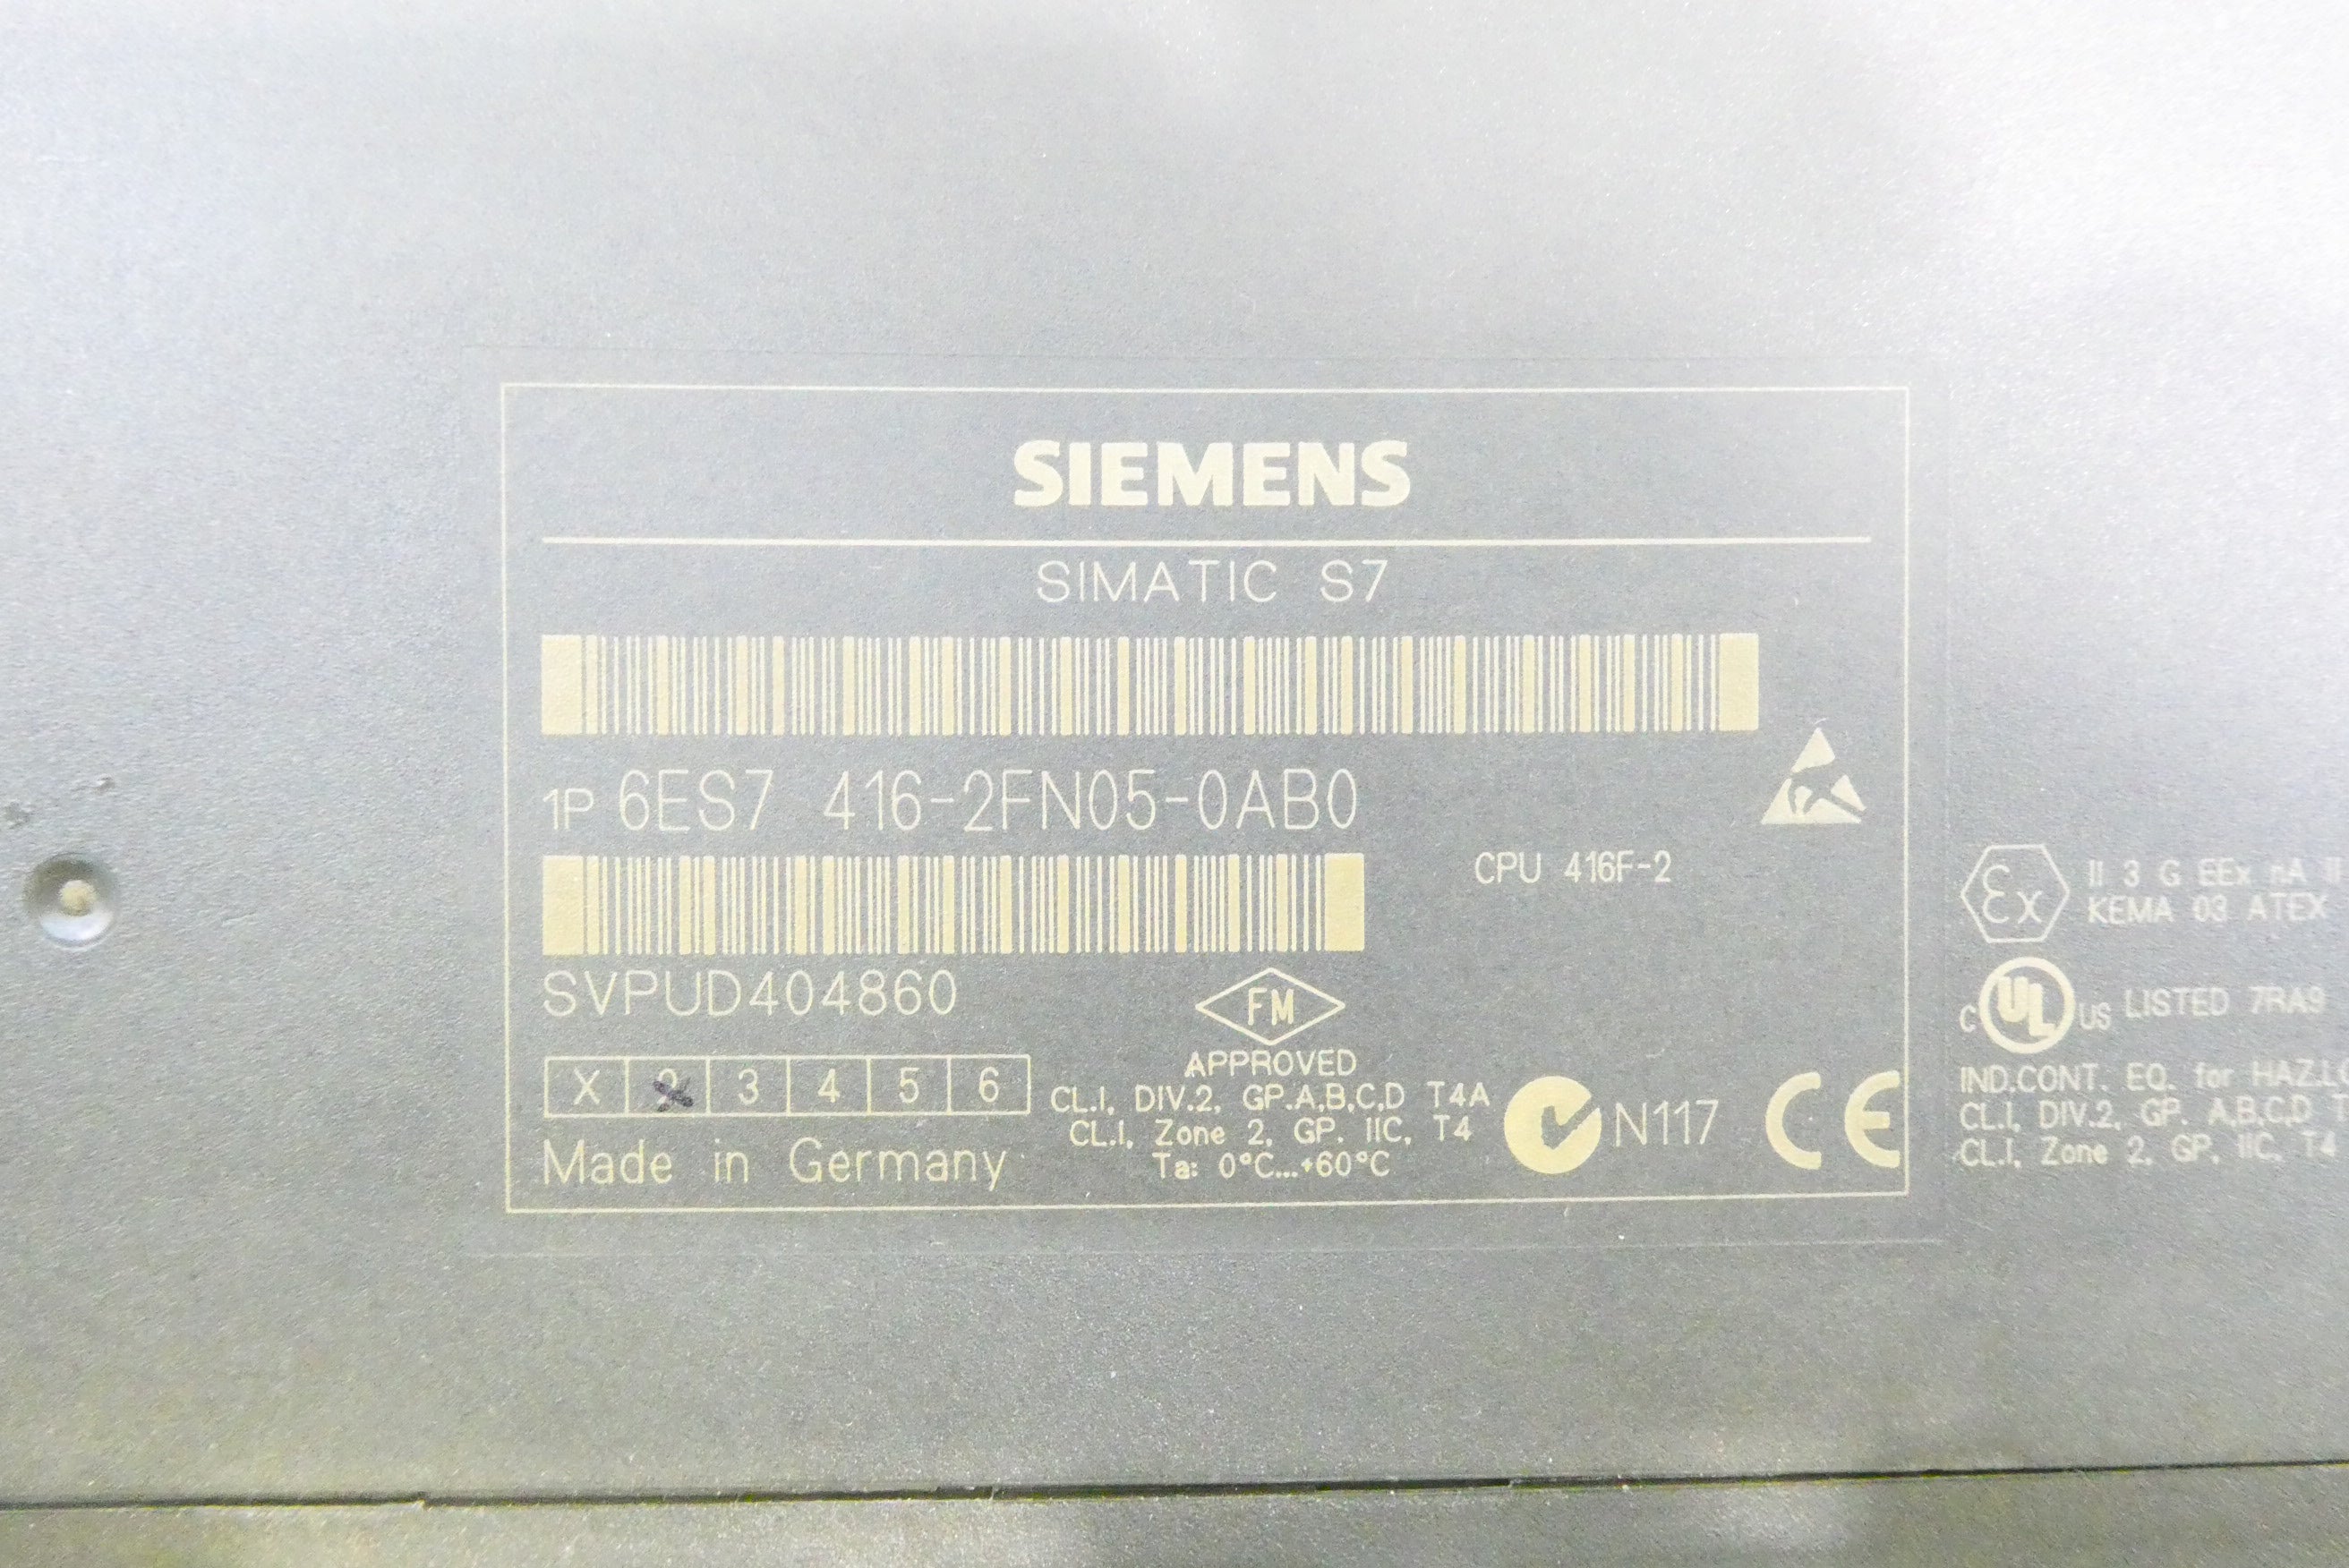 SIEMENS
SIMATIC S7
1P 6ES7 416-2FN05-0AB0
CPU 416F-2
SVPUD404860
FM
APPROVED
CL.I, DIV.2, GP.A,B,C,D T4A
CL.I, Zone 2, GP. IIC, T4
Ta: 0°C...+60°C
X 2 3 4 5 6
Made in Germany
N117
CE
Ex
II 3 G EEx nA II
KEMA 03 ATEX
C UL US LISTED 7RA9
IND.CONT. EQ. for HAZ.
CL.I, DIV.2, GP. A,B,C,D
CL.I, Zone 2, GP. IIC, T4